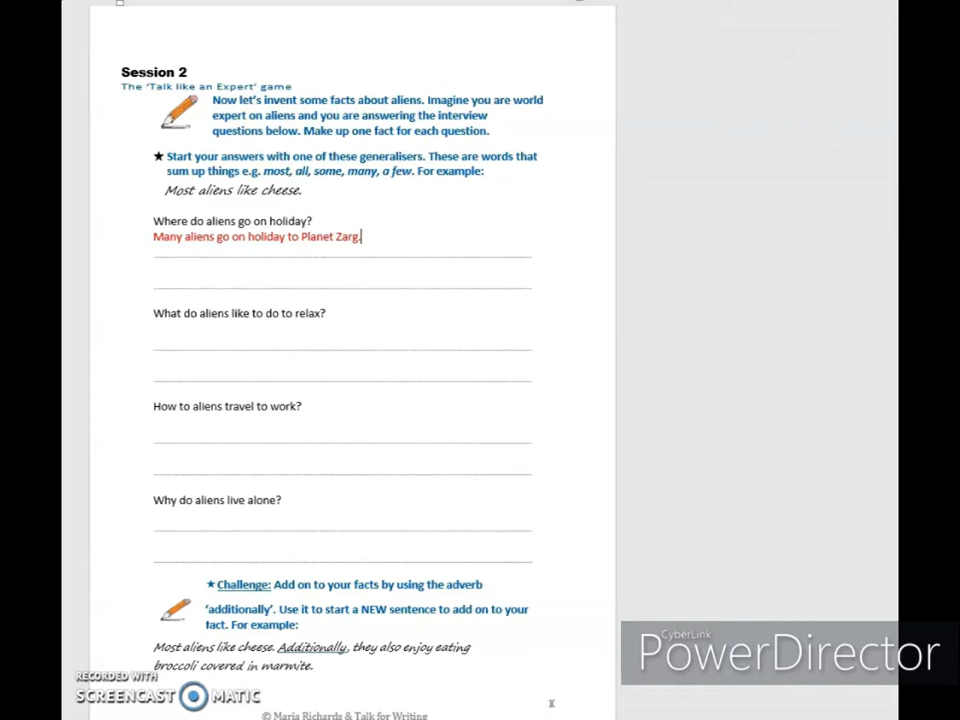 Session 2
The ‘Talk like an Expert’ game
Now let’s invent some facts about aliens. Imagine you are world
expert on aliens and you are answering the interview
questions below. Make up one fact for each question.
★ Start your answers with one of these generalisers. These are words that
sum up things e.g. most, all, some, many, a few. For example:
Most aliens like cheese.
Where do aliens go on holiday?
Many aliens go on holiday to Planet Zarg.
What do aliens like to do to relax?
How to aliens travel to work?
Why do aliens live alone?
★ Challenge: Add on to your facts by using the adverb
‘additionally’. Use it to start a NEW sentence to add on to your
fact. For example:
Most aliens like cheese. Additionally, they also enjoy eating
broccoli covered in marmite.
RECORDED WITH
SCREENCAST MATIC
CyberLink
PowerDirector
© Maria Richards & Talk for Writing